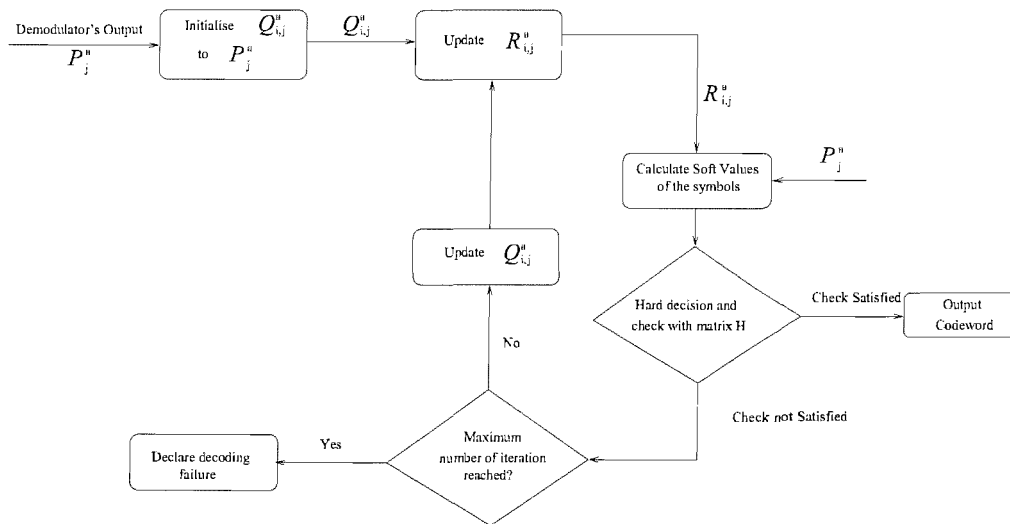 Demodulator's Output
P_j^a
Initialise Q_{i,j}^a
to P_j^a
Q_{i,j}^a
Update R_{i,j}^a
R_{i,j}^a
Calculate Soft Values
of the symbols
P_j^a
Update Q_{i,j}^a
Hard decision and
check with matrix H
Check Satisfied
Output
Codeword
No
Check not Satisfied
Maximum
number of iteration
reached?
Yes
Declare decoding
failure